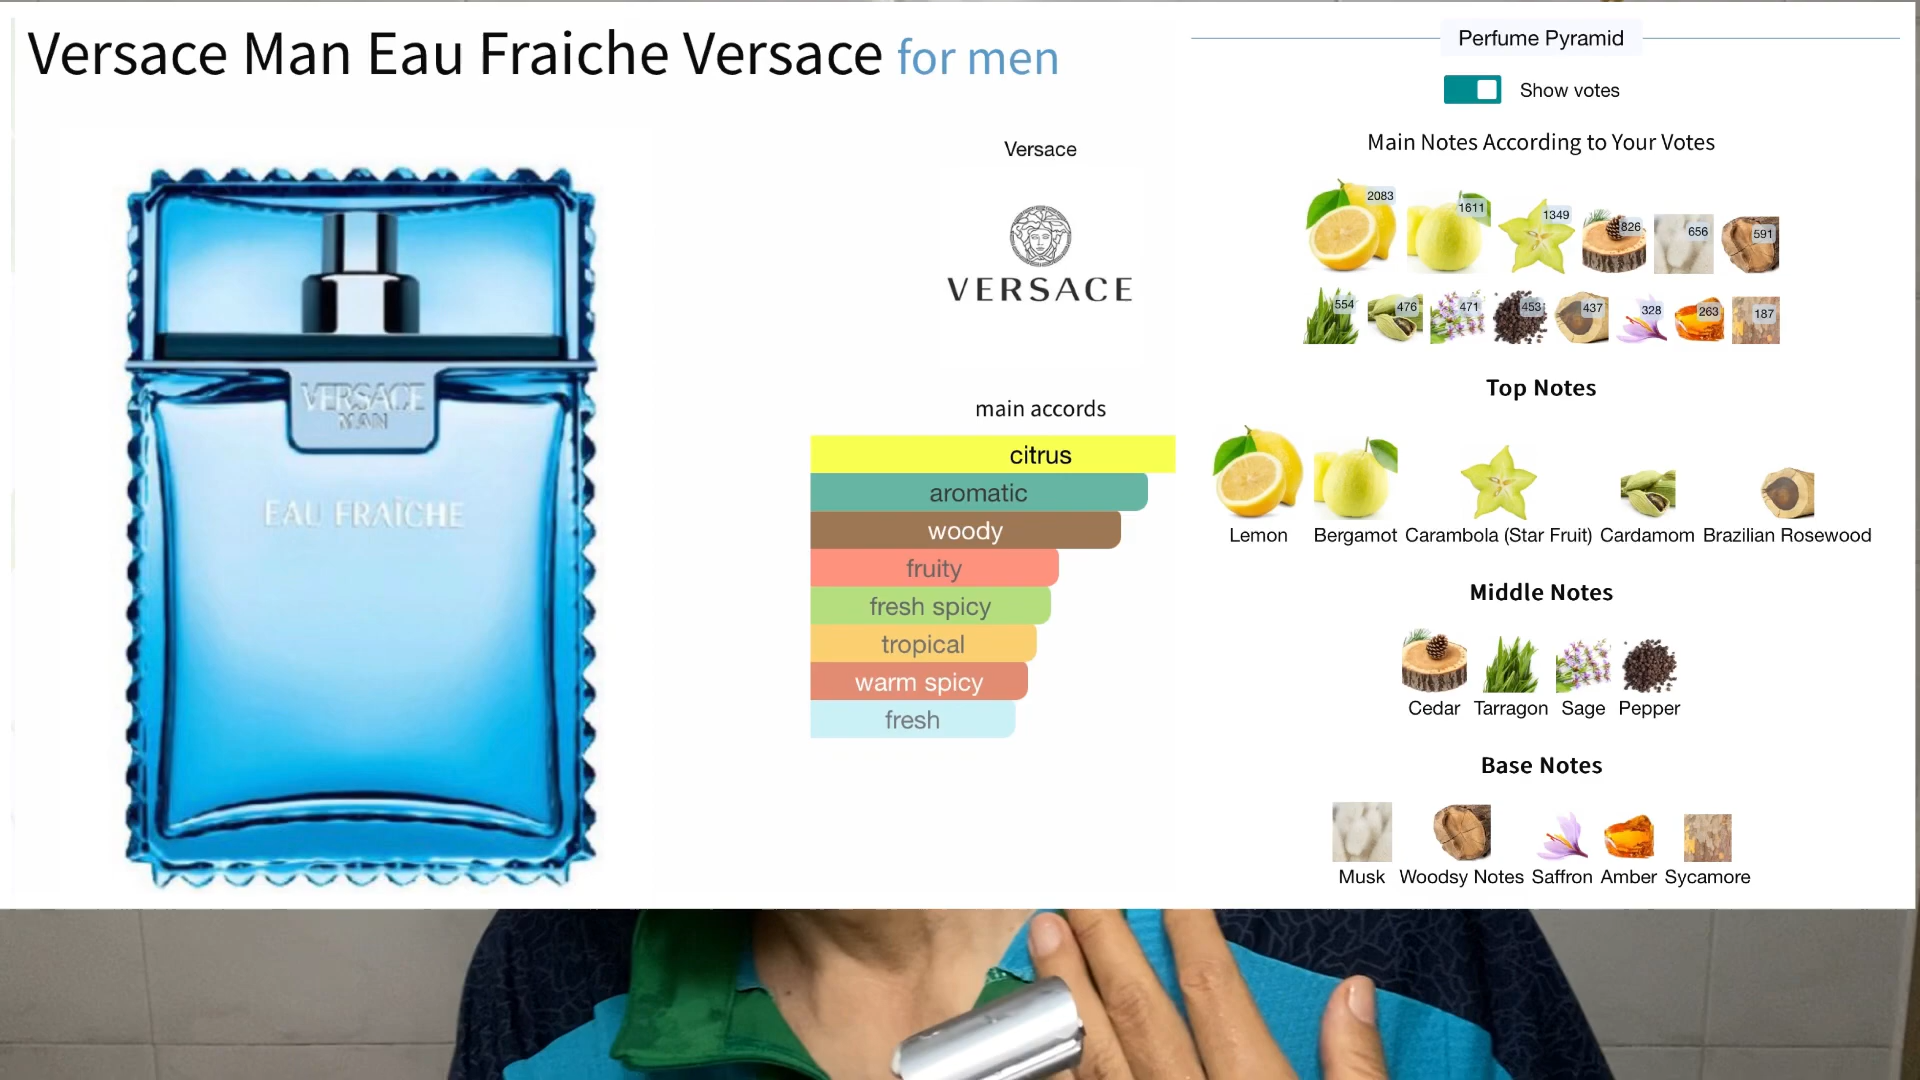 Versace Man Eau Fraiche Versace for men
VERSACE
MAN
EAU FRAÎCHE
Versace
VERSACE
main accords
citrus
aromatic
woody
fruity
fresh spicy
tropical
warm spicy
fresh
Perfume Pyramid
Show votes
Main Notes According to Your Votes
2083 1611 1349 826 656 591
554 476 471 453 437 328 263 187
Top Notes
Lemon Bergamot Carambola (Star Fruit) Cardamom Brazilian Rosewood
Middle Notes
Cedar Tarragon Sage Pepper
Base Notes
Musk Woodsy Notes Saffron Amber Sycamore